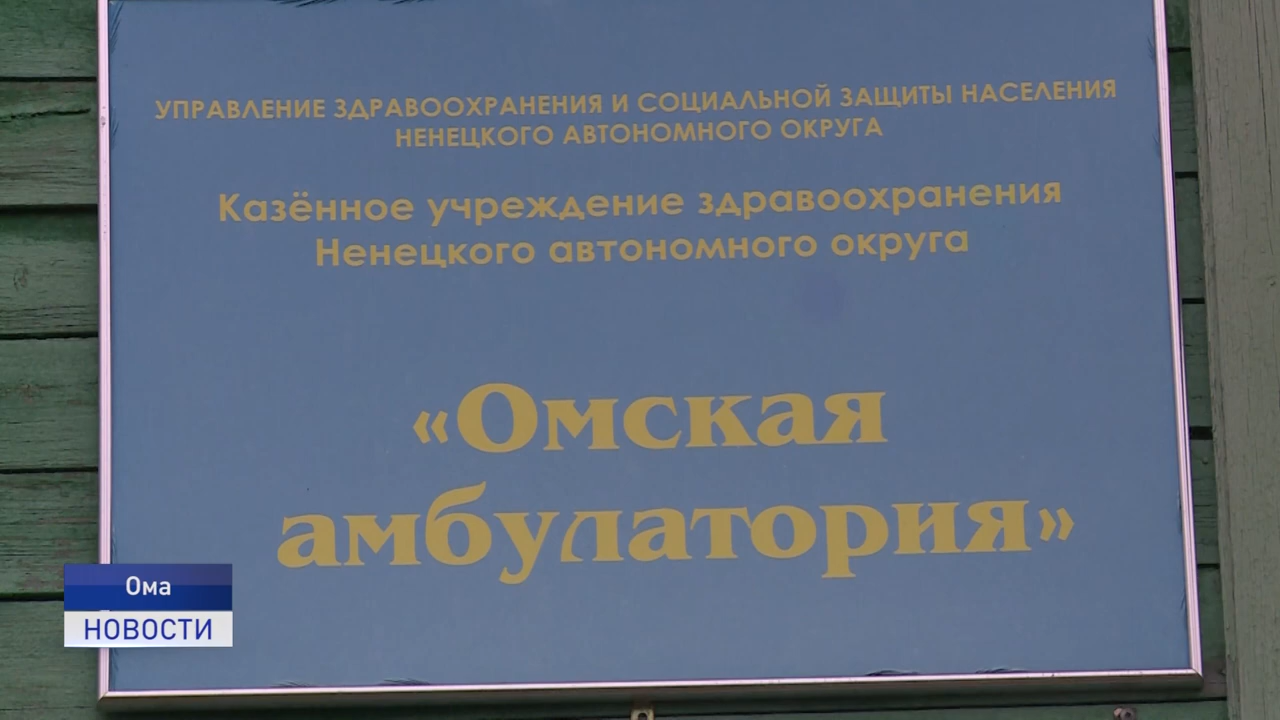 УПРАВЛЕНИЕ ЗДРАВООХРАНЕНИЯ И СОЦИАЛЬНОЙ ЗАЩИТЫ НАСЕЛЕНИЯ
НЕНЕЦКОГО АВТОНОМНОГО ОКРУГА
Казённое учреждение здравоохранения
Ненецкого автономного округа
«Омская
амбулатория»
Ома
НОВОСТИ